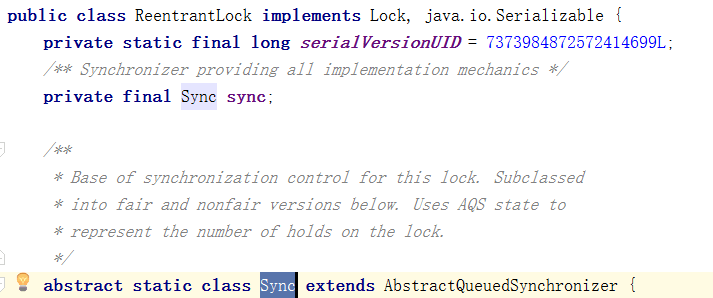 public class ReentrantLock implements Lock, java.io.Serializable {
private static final long serialVersionUID = 7373984872572414699L;
/** Synchronizer providing all implementation mechanics */
private final Sync sync;
/**
* Base of synchronization control for this lock. Subclassed
* into fair and nonfair versions below. Uses AQS state to
* represent the number of holds on the lock.
*/
abstract static class Sync extends AbstractQueuedSynchronizer {